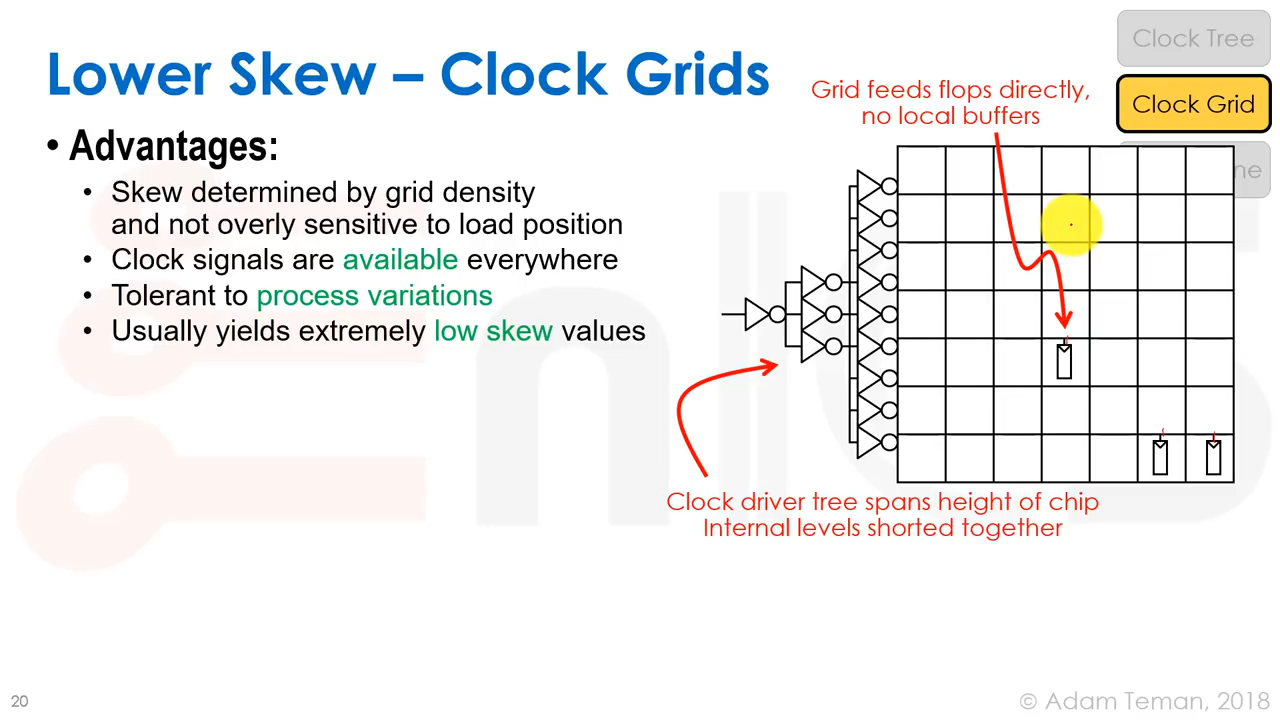 Lower Skew – Clock Grids
• Advantages:
• Skew determined by grid density
and not overly sensitive to load position
• Clock signals are available everywhere
• Tolerant to process variations
• Usually yields extremely low skew values
Clock Tree
Clock Grid
ne
Grid feeds flops directly,
no local buffers
Clock driver tree spans height of chip
Internal levels shorted together
20
© Adam Teman, 2018